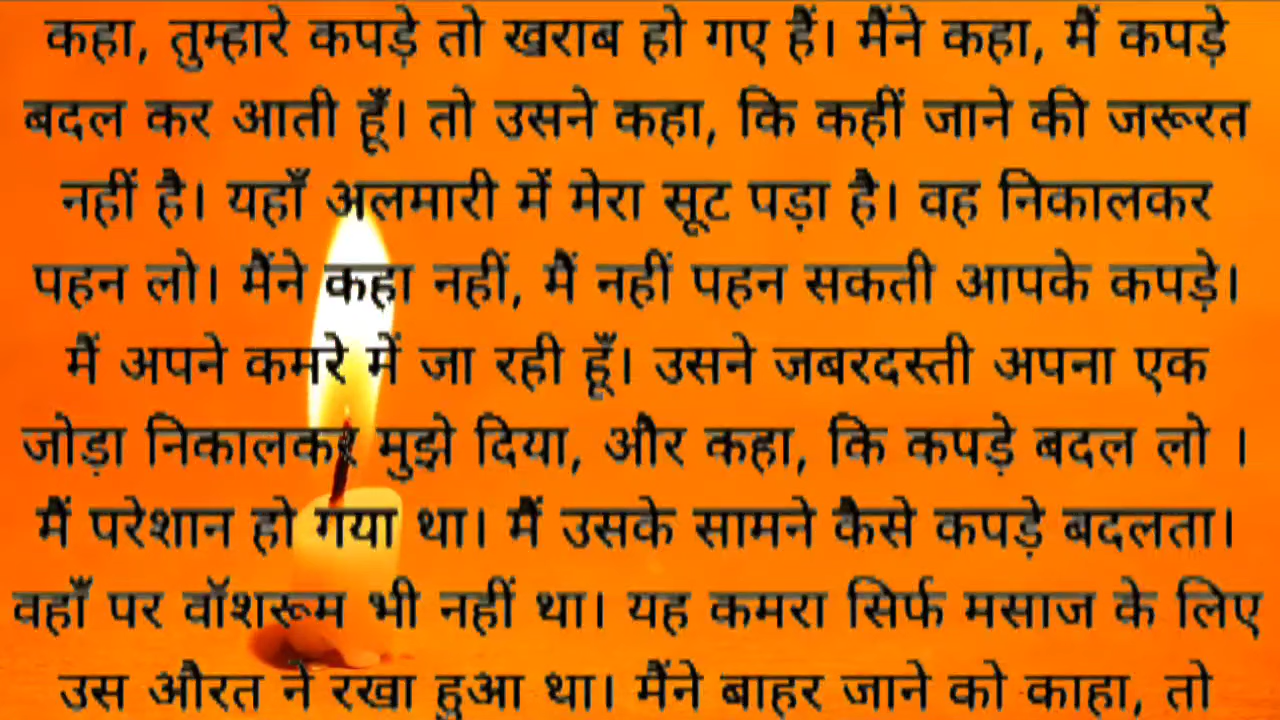 कहा, तुम्हारे कपड़े तो खराब हो गए हैं। मैंने कहा, मैं कपड़े
बदल कर आती हूँ। तो उसने कहा, कि कहीं जाने की जरूरत
नहीं है। यहाँ अलमारी में मेरा सूट पड़ा है। वह निकालकर
पहन लो। मैंने कहा नहीं, मैं नहीं पहन सकती आपके कपड़े।
मैं अपने कमरे में जा रही हूँ। उसने जबरदस्ती अपना एक
जोड़ा निकालकर मुझे दिया, और कहा, कि कपड़े बदल लो ।
मैं परेशान हो गया था। मैं उसके सामने कैसे कपड़े बदलता।
वहाँ पर वॉशरूम भी नहीं था। यह कमरा सिर्फ मसाज के लिए
उस औरत ने रखा हुआ था। मैंने बाहर जाने को काहा, तो